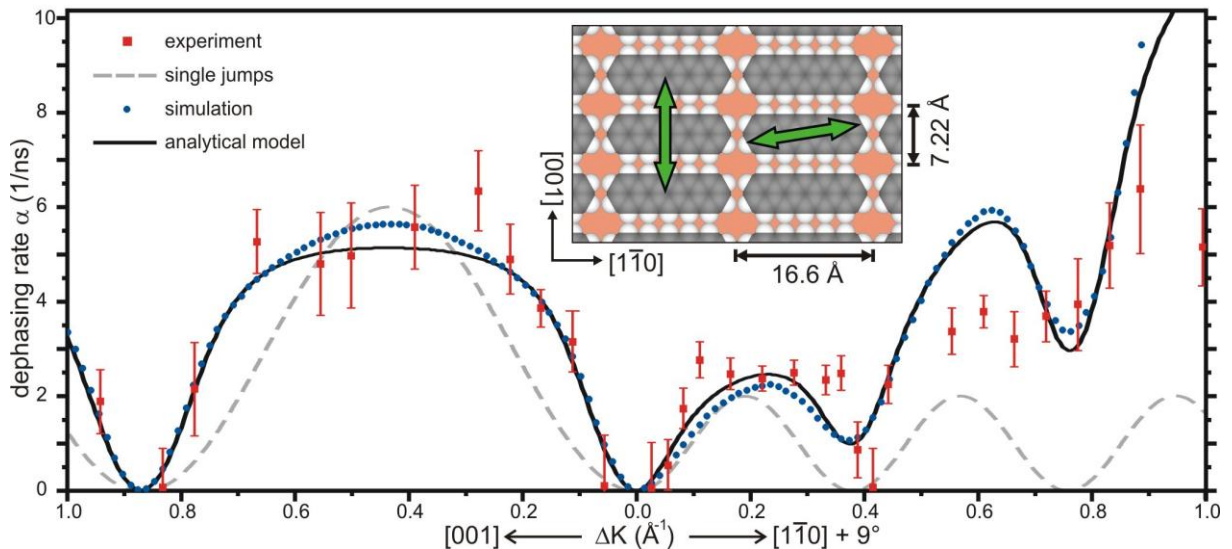 10
8
6
4
2
0
dephasing rate α (1/ns)
experiment
single jumps
simulation
analytical model
[001]
[11̅0]
7.22 Å
16.6 Å
1.0 0.8 0.6 0.4 0.2 0.0 0.2 0.4 0.6 0.8 1.0
[001] ΔK (Å⁻¹) [11̅0] + 9°